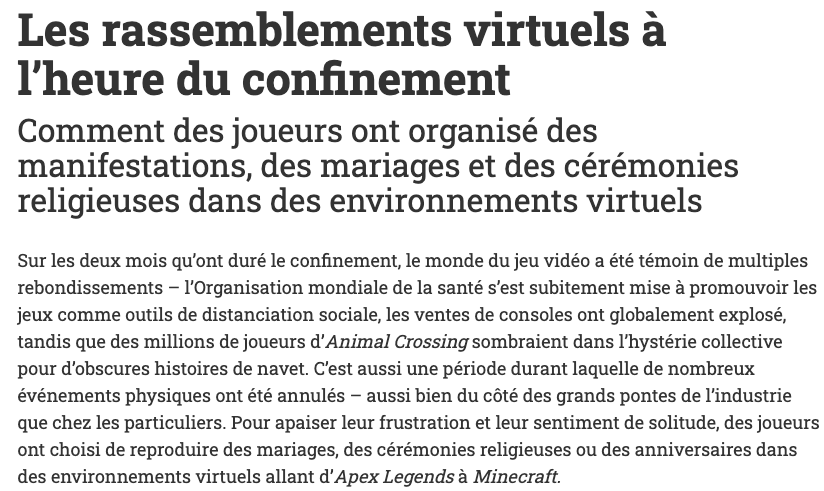 Les rassemblements virtuels à
l’heure du confinement
Comment des joueurs ont organisé des
manifestations, des mariages et des cérémonies
religieuses dans des environnements virtuels
Sur les deux mois qu’ont duré le confinement, le monde du jeu vidéo a été témoin de multiples
rebondissements – l’Organisation mondiale de la santé s’est subitement mise à promouvoir les
jeux comme outils de distanciation sociale, les ventes de consoles ont globalement explosé,
tandis que des millions de joueurs d’Animal Crossing sombraient dans l’hystérie collective
pour d’obscures histoires de navet. C’est aussi une période durant laquelle de nombreux
événements physiques ont été annulés – aussi bien du côté des grands pontes de l’industrie
que chez les particuliers. Pour apaiser leur frustration et leur sentiment de solitude, des joueurs
ont choisi de reproduire des mariages, des cérémonies religieuses ou des anniversaires dans
des environnements virtuels allant d’Apex Legends à Minecraft.